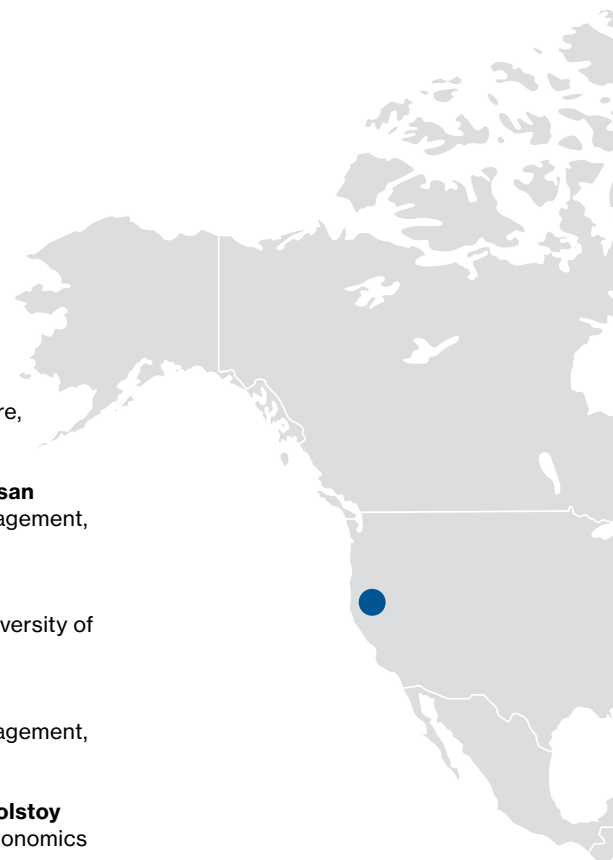 re,
san
agement,
versity of
agement,
olstoy
onomics